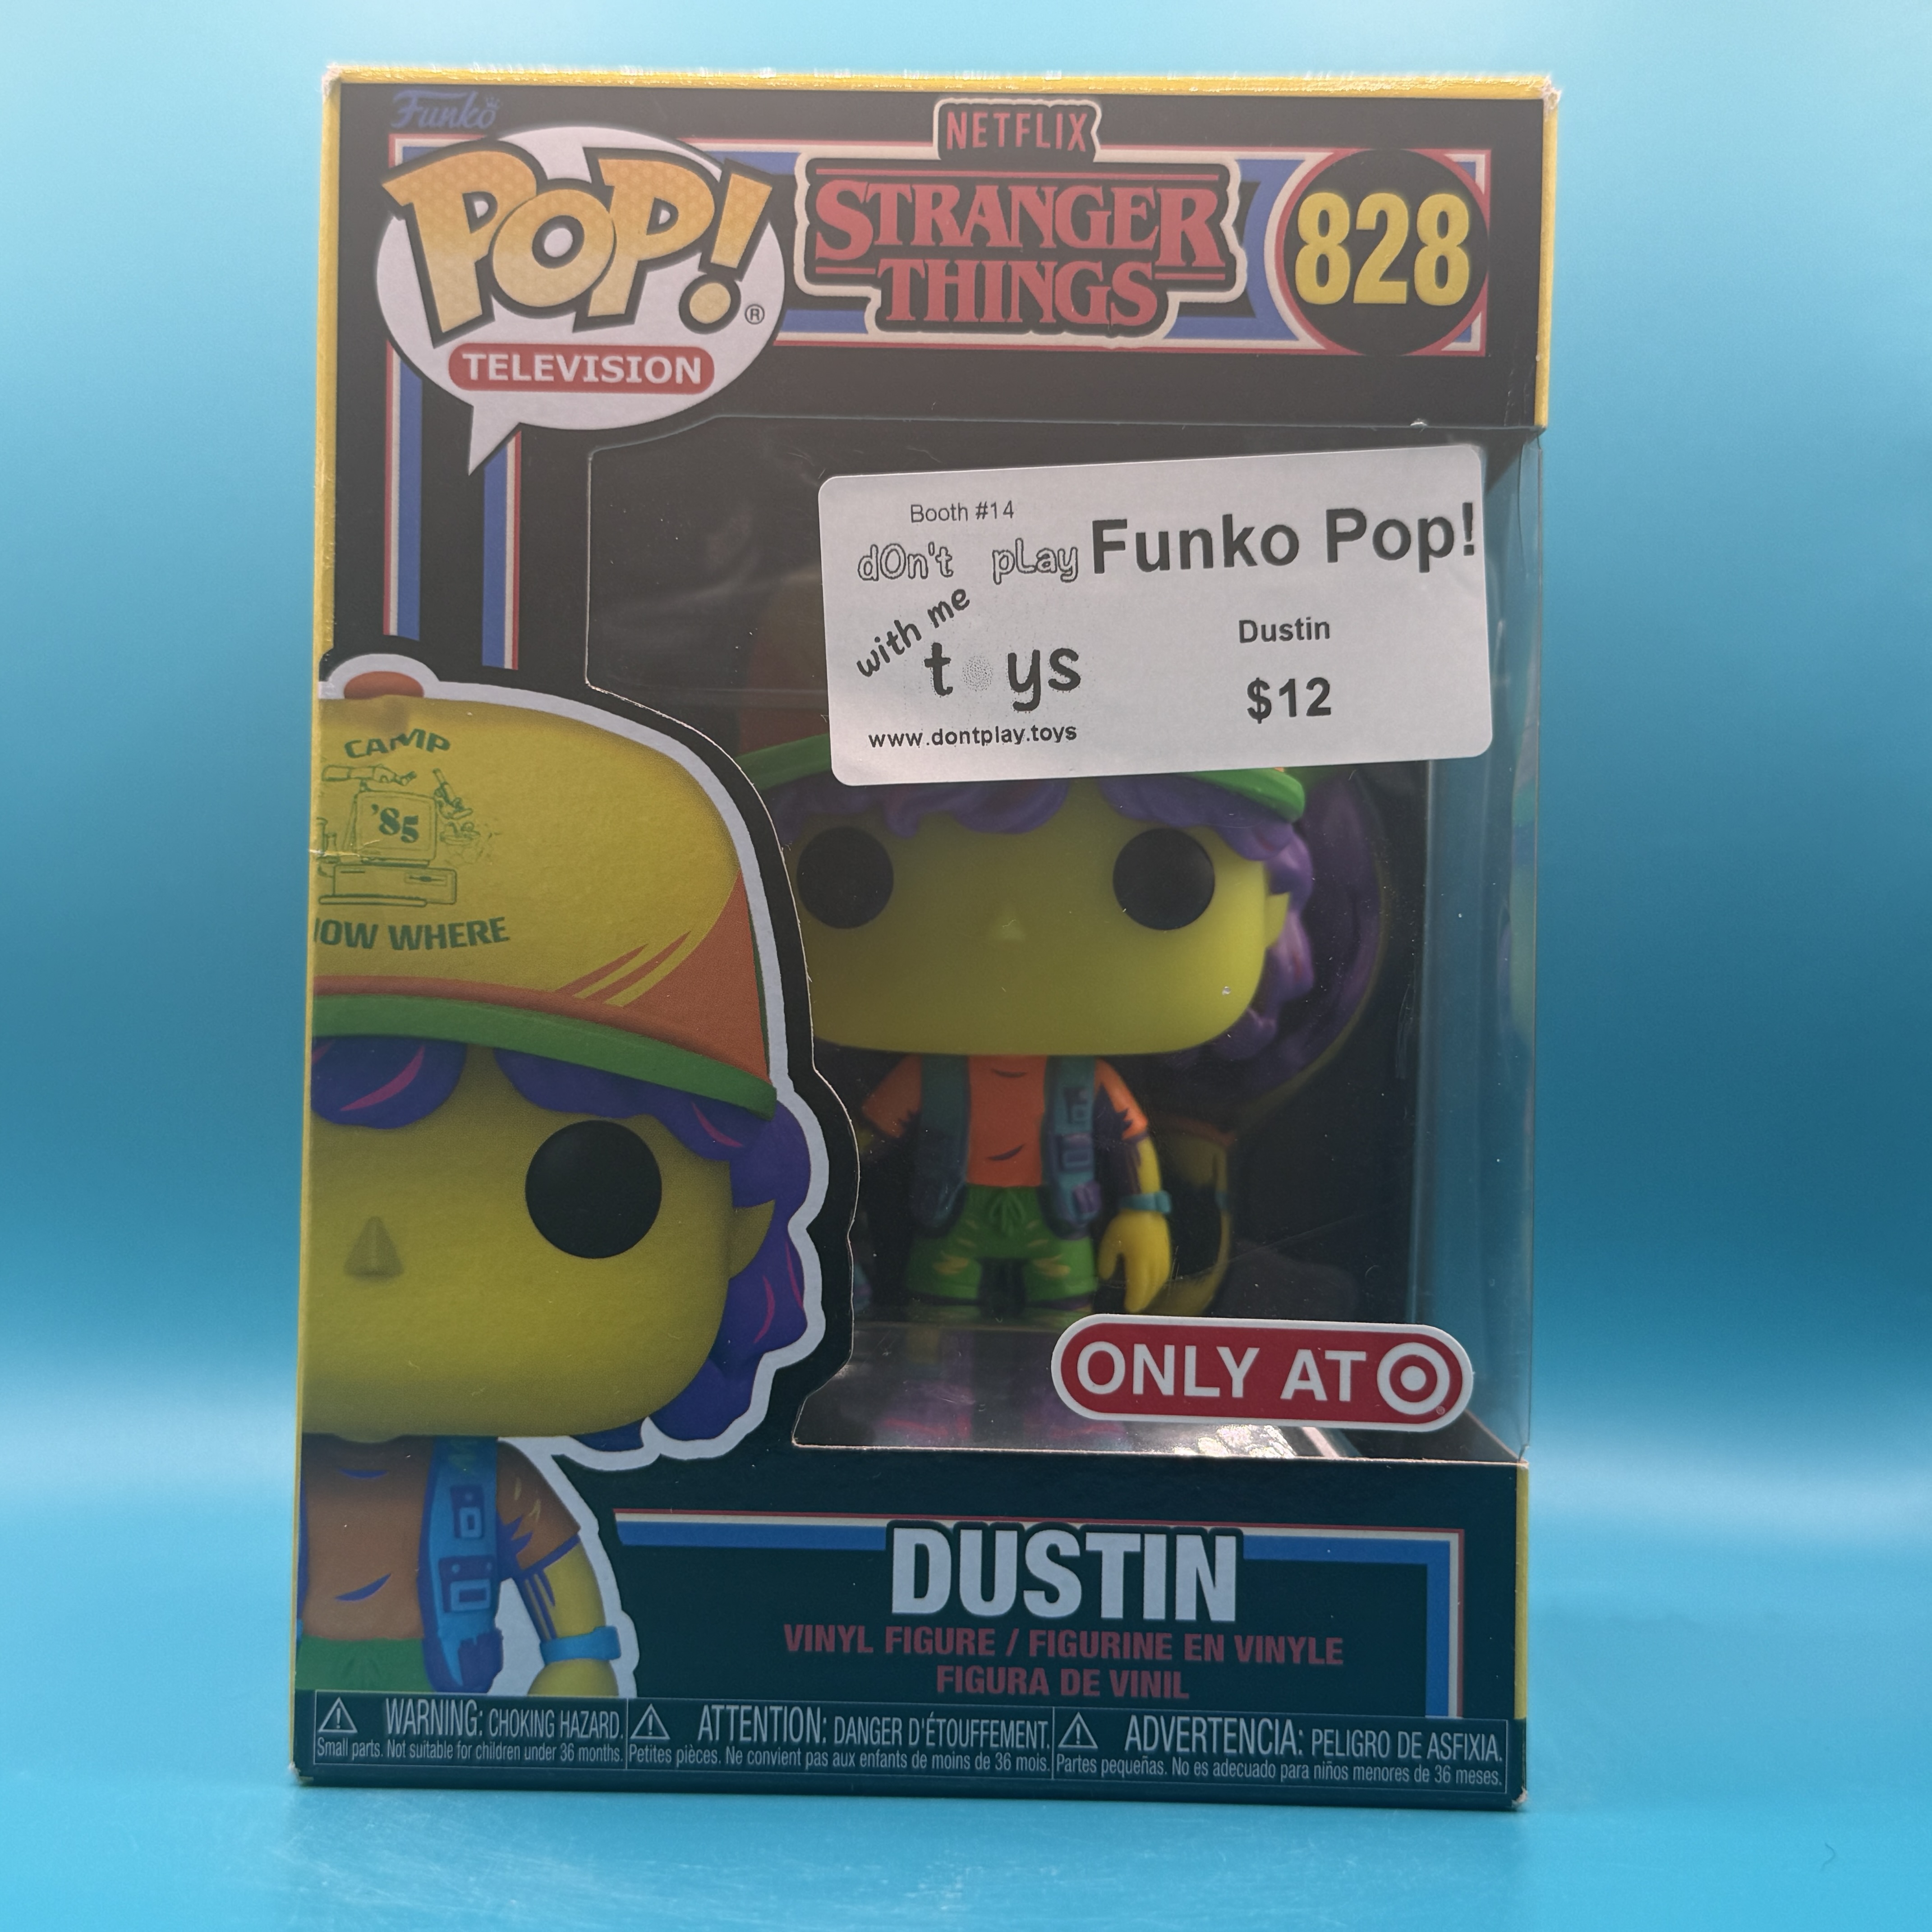 Funko
POP!®
TELEVISION
NETFLIX
STRANGER
THINGS
828
Booth #14
dOn't pLay
with me
t ys
www.dontplay.toys
Funko Pop!
Dustin
$12
CAMP
'85
NOW WHERE
ONLY AT
DUSTIN
VINYL FIGURE / FIGURINE EN VINYLE
FIGURA DE VINIL
WARNING: CHOKING HAZARD.
Small parts. Not suitable for children under 36 months.
ATTENTION: DANGER D'ÉTOUFFEMENT.
Petites pièces. Ne convient pas aux enfants de moins de 36 mois.
ADVERTENCIA: PELIGRO DE ASFIXIA.
Partes pequeñas. No es adecuado para niños menores de 36 meses.